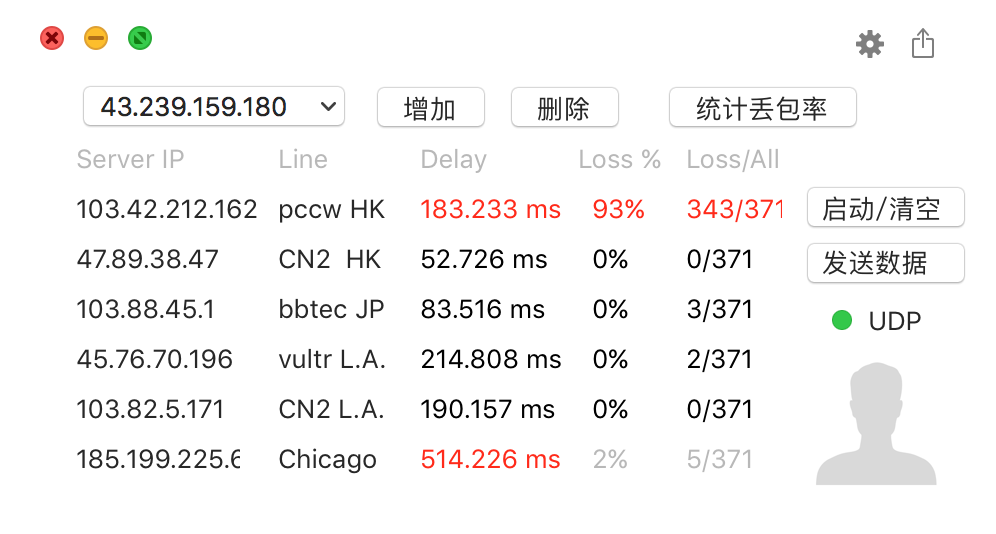 43.239.159.180 增加 删除 统计丢包率
Server IP Line Delay Loss % Loss/All
103.42.212.162 pccw HK 183.233 ms 93% 343/371 启动/清空
47.89.38.47 CN2 HK 52.726 ms 0% 0/371 发送数据
103.88.45.1 bbtec JP 83.516 ms 0% 3/371 UDP
45.76.70.196 vultr L.A. 214.808 ms 0% 2/371
103.82.5.171 CN2 L.A. 190.157 ms 0% 0/371
185.199.225.6 Chicago 514.226 ms 2% 5/371